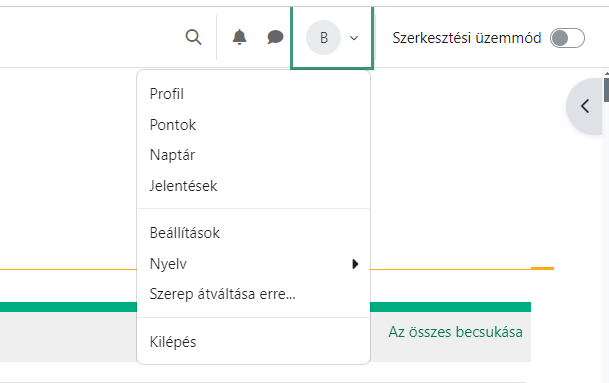 B
Szerkesztési üzemmód
Profil
Pontok
Naptár
Jelentések
Beállítások
Nyelv
Szerep átváltása erre...
Az összes becsukása
Kilépés